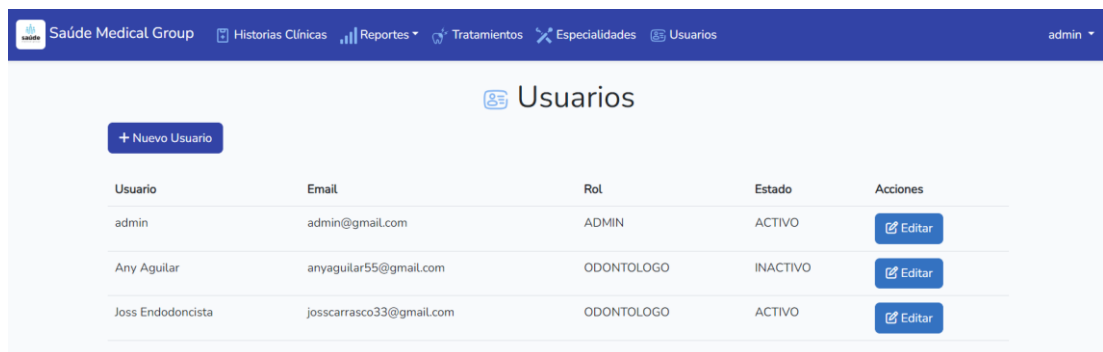 saúde Saúde Medical Group Historias Clínicas Reportes Tratamientos Especialidades Usuarios admin
Usuarios
+ Nuevo Usuario
Usuario Email Rol Estado Acciones
admin admin@gmail.com ADMIN ACTIVO Editar
Any Aguilar anyaguilar55@gmail.com ODONTOLOGO INACTIVO Editar
Joss Endodoncista josscarrasco33@gmail.com ODONTOLOGO ACTIVO Editar